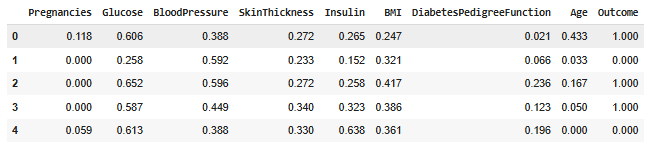 Pregnancies Glucose BloodPressure SkinThickness Insulin BMI DiabetesPedigreeFunction Age Outcome
0 0.118 0.606 0.388 0.272 0.265 0.247 0.021 0.433 1.000
1 0.000 0.258 0.592 0.233 0.152 0.321 0.066 0.033 0.000
2 0.000 0.652 0.596 0.272 0.258 0.417 0.236 0.167 1.000
3 0.000 0.587 0.449 0.340 0.323 0.386 0.123 0.050 1.000
4 0.059 0.613 0.388 0.330 0.638 0.361 0.196 0.000 0.000